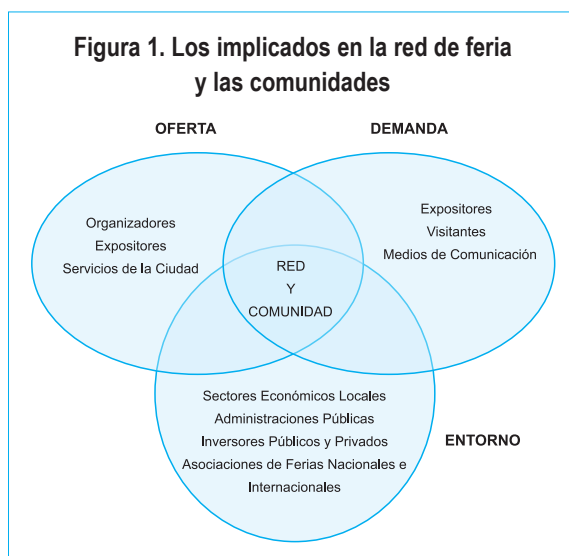 Figura 1. Los implicados en la red de feria
y las comunidades
OFERTA
DEMANDA
Organizadores
Expositores
Servicios de la Ciudad
Expositores
Visitantes
Medios de Comunicación
RED
Y
COMUNIDAD
Sectores Económicos Locales
Administraciones Públicas
Inversores Públicos y Privados
Asociaciones de Ferias Nacionales e
Internacionales
ENTORNO